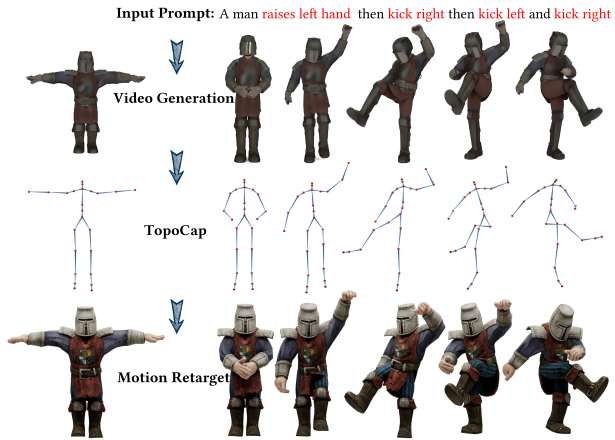 Input Prompt: A man raises left hand then kick right then kick left and kick right
Video Generation
TopoCap
Motion Retarget